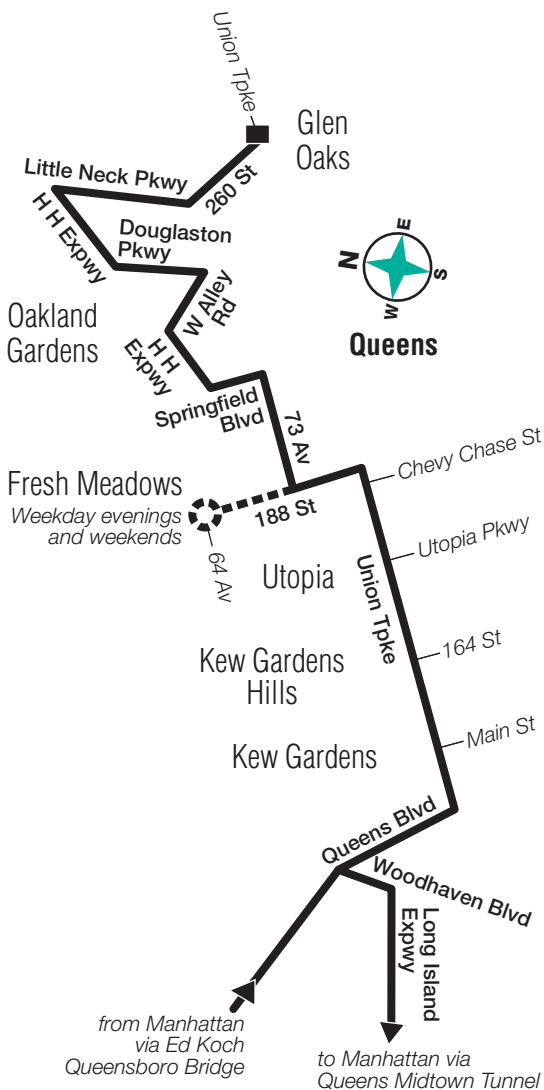 Union Tpke
Glen
Oaks
Little Neck Pkwy
260 St
H H Expwy
Douglaston
Pkwy
N
E
S
W
Queens
W Alley
Rd
Oakland
Gardens
H H
Expwy
Springfield
Blvd
73 Av
Chevy Chase St
Fresh Meadows
Weekday evenings
and weekends
188 St
64 Av
Utopia Pkwy
Utopia
Union Tpke
164 St
Kew Gardens
Hills
Main St
Kew Gardens
Queens Blvd
Woodhaven Blvd
Long Island
Expwy
from Manhattan
via Ed Koch
Queensboro Bridge
to Manhattan via
Queens Midtown Tunnel